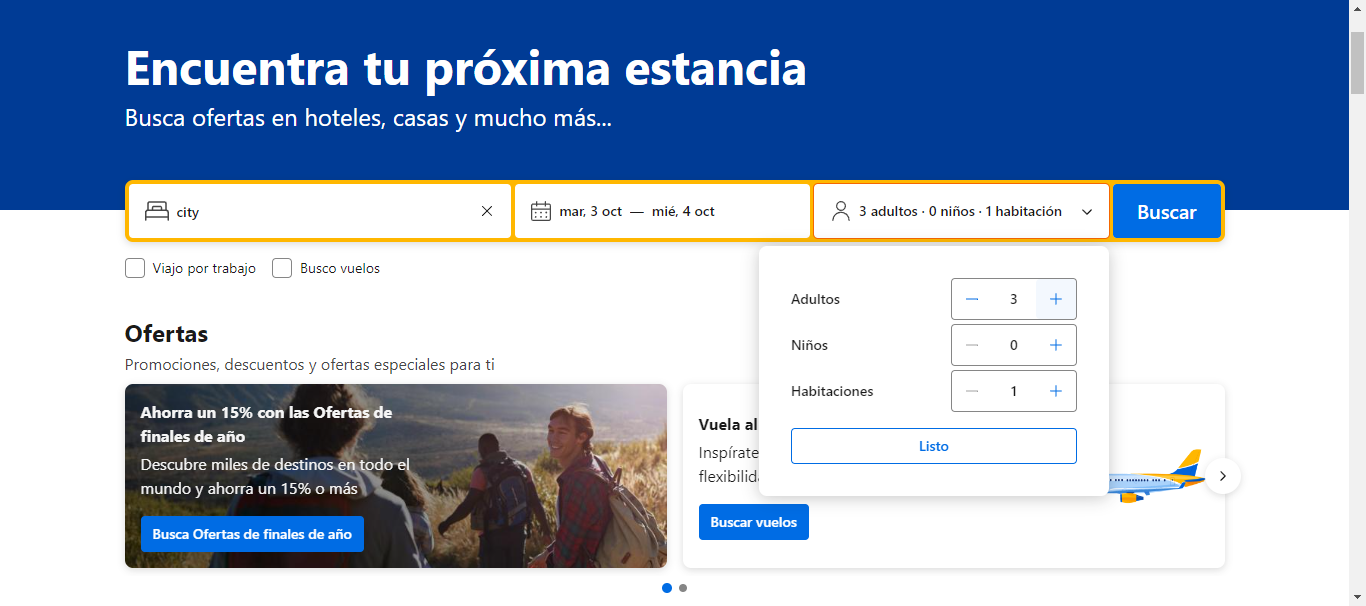 Encuentra tu próxima estancia
Busca ofertas en hoteles, casas y mucho más...
city
mar, 3 oct — mié, 4 oct
3 adultos · 0 niños · 1 habitación
Buscar
Viajo por trabajo
Busco vuelos
Adultos
3
Niños
0
Habitaciones
1
Listo
Ofertas
Promociones, descuentos y ofertas especiales para ti
Ahorra un 15% con las Ofertas de
finales de año
Descubre miles de destinos en todo el
mundo y ahorra un 15% o más
Busca Ofertas de finales de año
Vuela al
Inspírate
Buscar vuelos